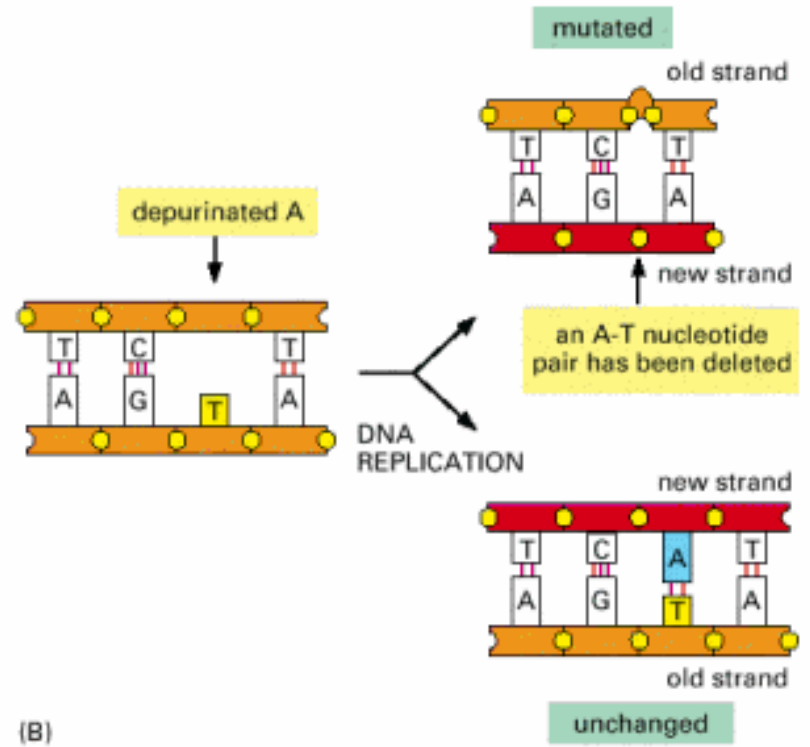 mutated
old strand
T C T
A G A
new strand
an A-T nucleotide
pair has been deleted
depurinated A
T C T
A G T A
DNA
REPLICATION
new strand
T C A T
A G T A
old strand
unchanged
(B)